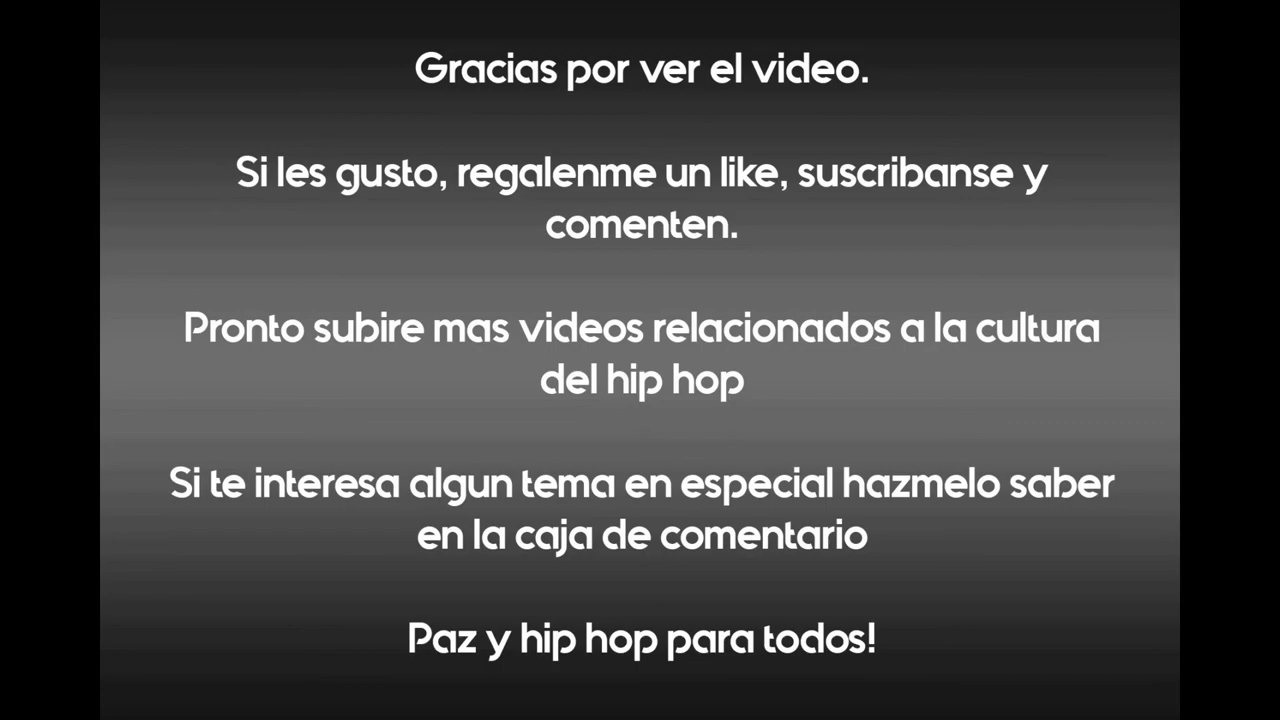 Gracias por ver el video.
Si les gusto, regalenme un like, suscribanse y
comenten.
Pronto subire mas videos relacionados a la cultura
del hip hop
Si te interesa algun tema en especial hazmelo saber
en la caja de comentario
Paz y hip hop para todos!